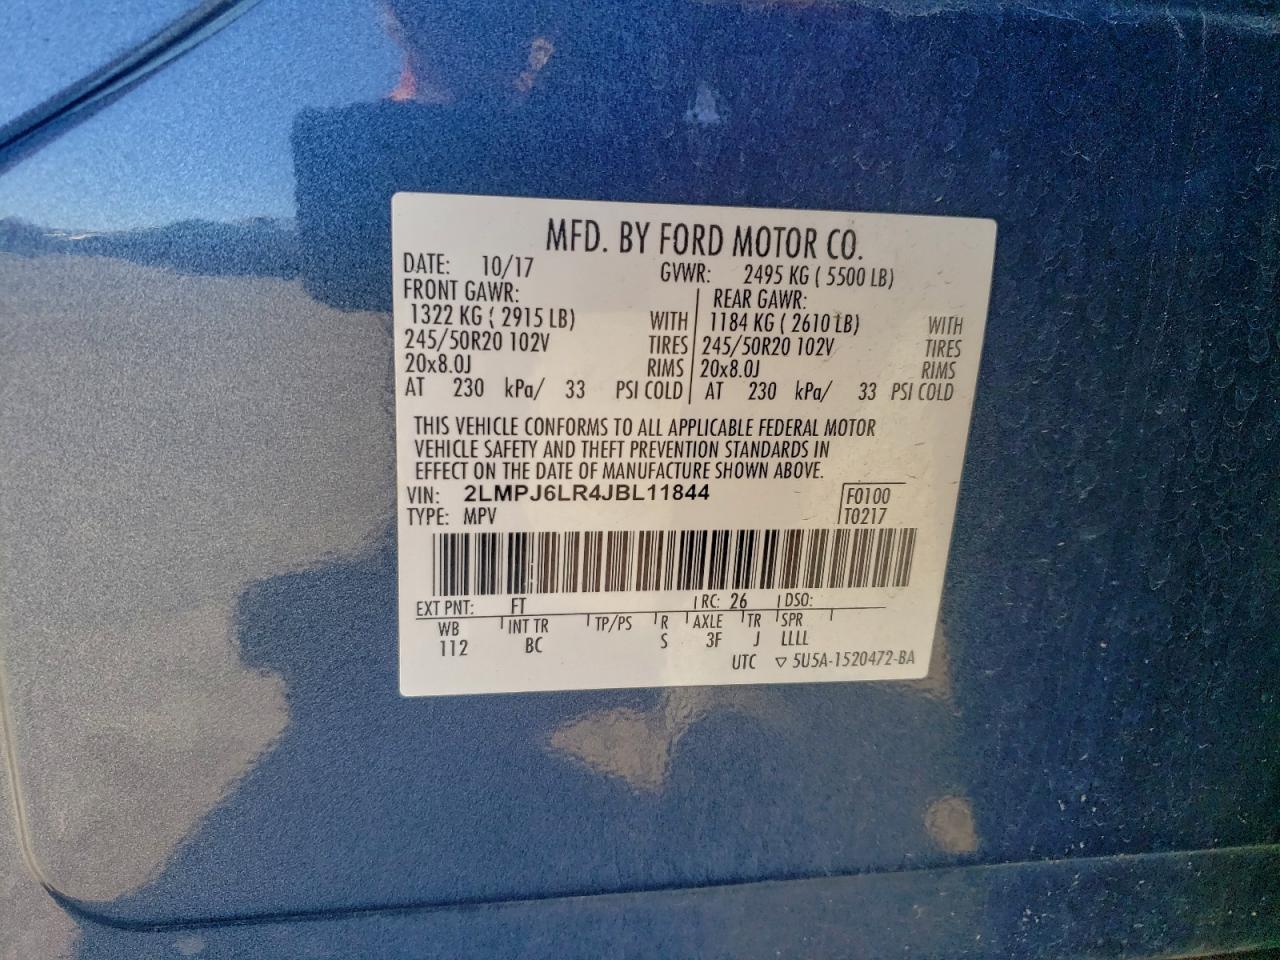 MFD. BY FORD MOTOR CO.
DATE: 10/17 GVWR: 2495 KG ( 5500 LB)
FRONT GAWR: REAR GAWR:
1322 KG ( 2915 LB) WITH 1184 KG ( 2610 LB) WITH
245/50R20 102V TIRES 245/50R20 102V TIRES
20x8.0J RIMS 20x8.0J RIMS
AT 230 kPa/ 33 PSI COLD AT 230 kPa/ 33 PSI COLD
THIS VEHICLE CONFORMS TO ALL APPLICABLE FEDERAL MOTOR
VEHICLE SAFETY AND THEFT PREVENTION STANDARDS IN
EFFECT ON THE DATE OF MANUFACTURE SHOWN ABOVE.
VIN: 2LMPJ6LR4JBL11844 F0100
TYPE: MPV T0217
EXT PNT: FT RC: 26 DSO:
WB INT TR TP/PS R AXLE TR SPR
112 BC S 3F J LLLL
UTC ▽ 5U5A-1520472-BA